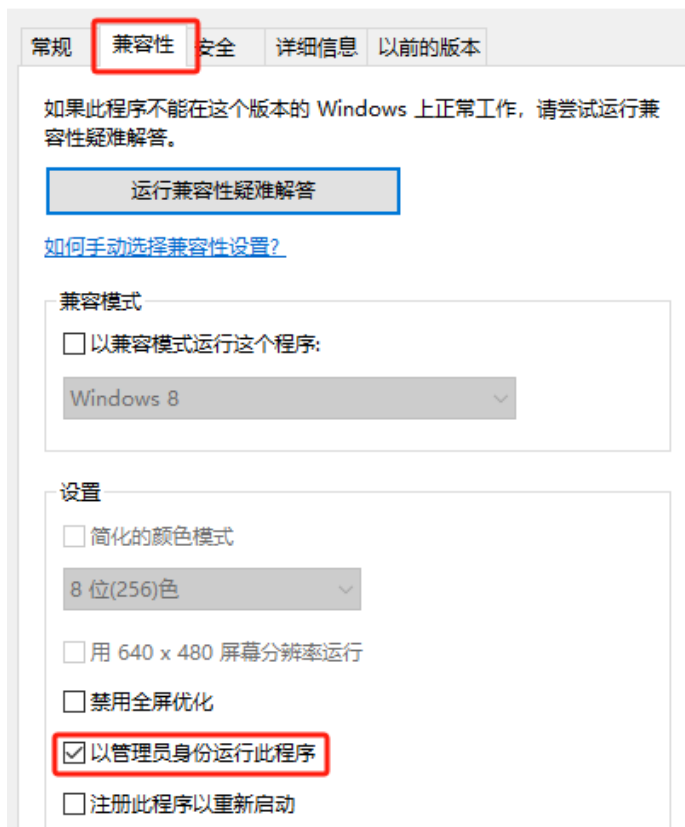 常规 兼容性 安全 详细信息 以前的版本
如果此程序不能在这个版本的 Windows 上正常工作，请尝试运行兼
容性疑难解答。
运行兼容性疑难解答
如何手动选择兼容性设置?
兼容模式
以兼容模式运行这个程序:
Windows 8
设置
简化的颜色模式
8 位(256)色
用 640 x 480 屏幕分辨率运行
禁用全屏优化
以管理员身份运行此程序
注册此程序以重新启动